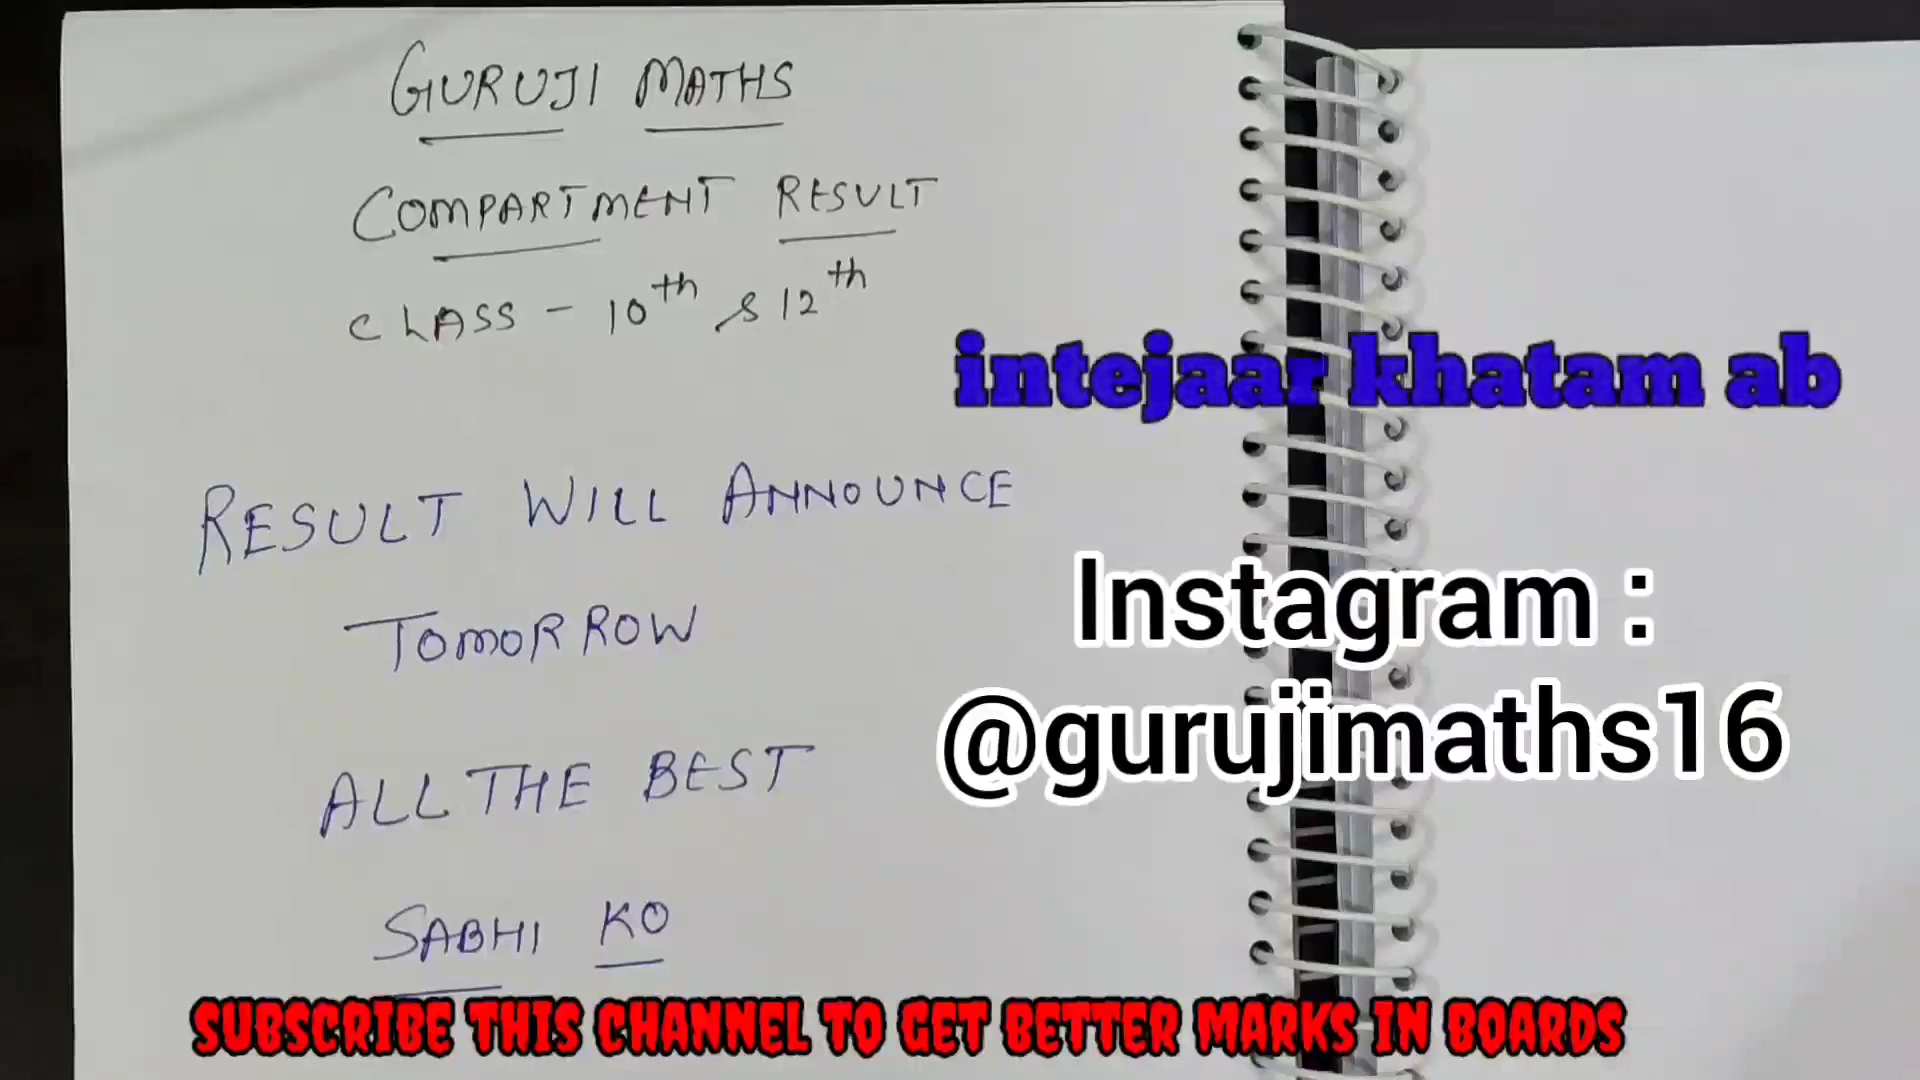 GURUJI MATHS
COMPARTMENT RESULT
CLASS - 10th & 12th
intejaar khatam ab
RESULT WILL ANNOUNCE
TOMORROW
Instagram :
@gurujimaths16
ALL THE BEST
SABHI KO
SUBSCRIBE THIS CHANNEL TO GET BETTER MARKS IN BOARDS